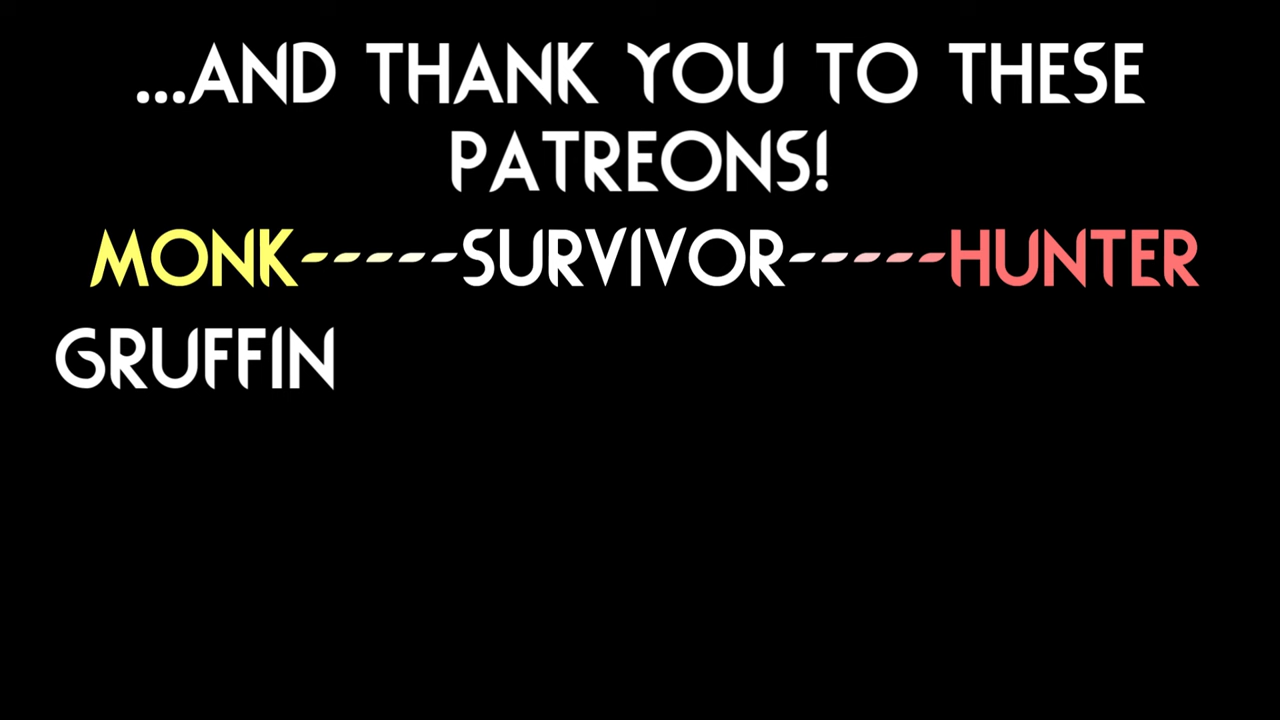 ...AND THANK YOU TO THESE
PATREONS!
MONK-----SURVIVOR-----HUNTER
GRUFFIN